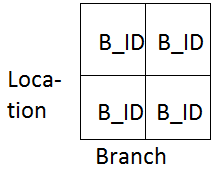 B_ID B_ID
Loca-
tion
B_ID B_ID
Branch